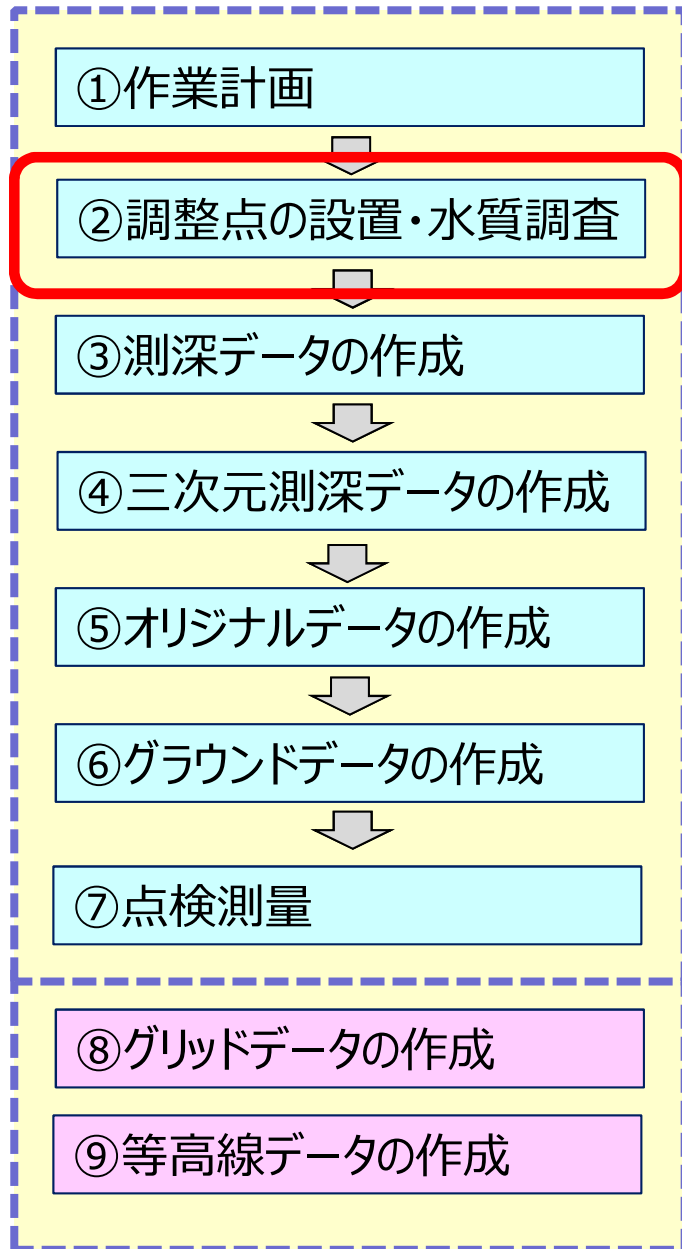 ①作業計画
②調整点の設置・水質調査
③測深データの作成
④三次元測深データの作成
⑤オリジナルデータの作成
⑥グラウンドデータの作成
⑦点検測量
⑧グリッドデータの作成
⑨等高線データの作成